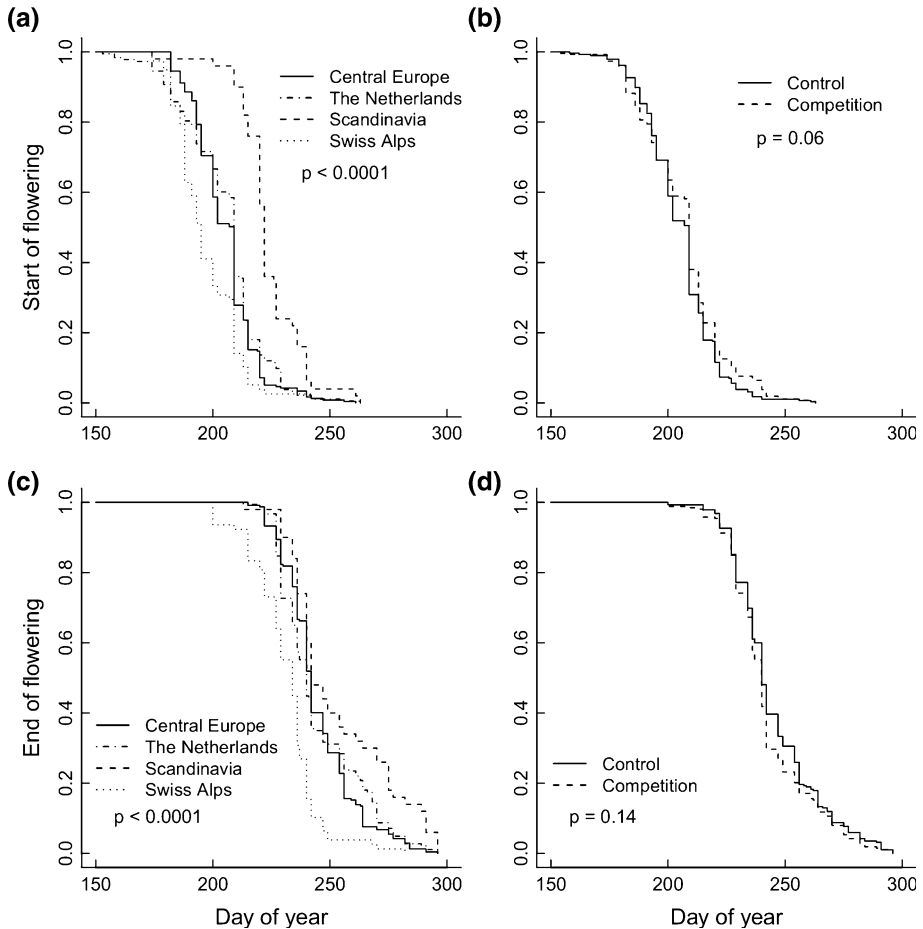 (a)
Start of flowering
1.0
0.8
0.6
0.4
0.2
0.0
Central Europe
The Netherlands
Scandinavia
Swiss Alps
p < 0.0001
150 200 250 300
(b)
1.0
0.8
0.6
0.4
0.2
0.0
Control
Competition
p = 0.06
150 200 250 300
(c)
End of flowering
1.0
0.8
0.6
0.4
0.2
0.0
Central Europe
The Netherlands
Scandinavia
Swiss Alps
p < 0.0001
150 200 250 300
Day of year
(d)
1.0
0.8
0.6
0.4
0.2
0.0
Control
Competition
p = 0.14
150 200 250 300
Day of year